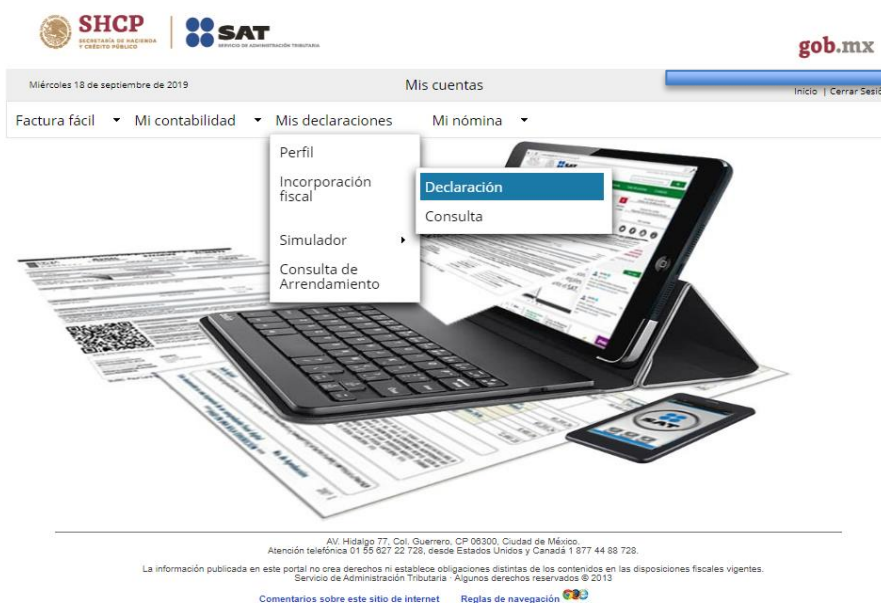 SHCP
SECRETARÍA DE HACIENDA
Y CRÉDITO PÚBLICO
SAT
SERVICIO DE ADMINISTRACIÓN TRIBUTARIA
gob.mx
Miércoles 18 de septiembre de 2019
Mis cuentas
Inicio | Cerrar Sesió
Factura fácil
Mi contabilidad
Mis declaraciones
Mi nómina
Perfil
Incorporación
fiscal
Declaración
Consulta
Simulador
Consulta de
Arrendamiento
SAT
AV. Hidalgo 77, Col. Guerrero, CP 06300, Ciudad de México.
Atención telefónica 01 55 627 22 728, desde Estados Unidos y Canadá 1 877 44 88 728.
La información publicada en este portal no crea derechos ni establece obligaciones distintas de los contenidos en las disposiciones fiscales vigentes.
Servicio de Administración Tributaria · Algunos derechos reservados © 2013
Comentarios sobre este sitio de internet Reglas de navegación